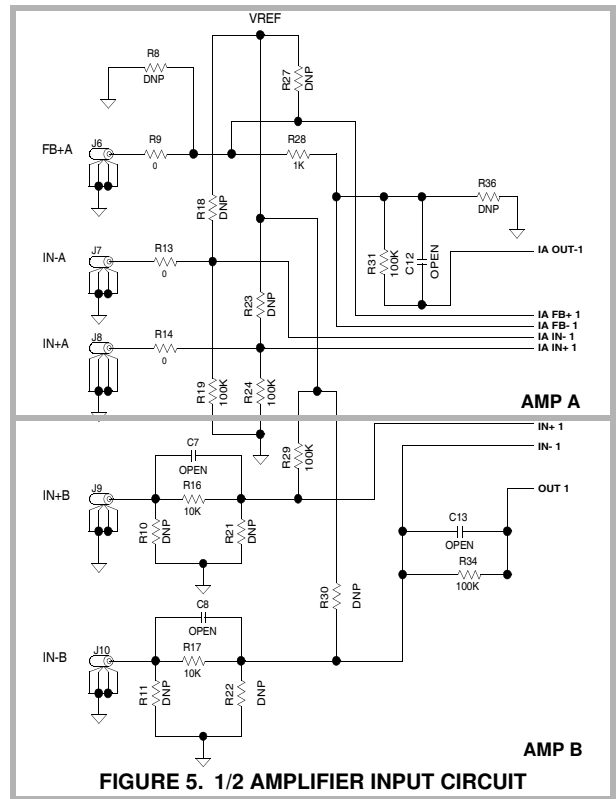 VREF
R8
DNP
R27
DNP
FB+A
J6
R9
0
R28
1K
R36
DNP
R18
DNP
R31
100K
C12
OPEN
IA OUT-1
IN-A
J7
R13
0
R23
DNP
IA FB+ 1
IA FB- 1
IA IN- 1
IA IN+ 1
IN+A
J8
R14
0
R19
100K
R24
100K
AMP A
IN+ 1
IN- 1
R29
100K
C7
OPEN
IN+B
J9
R16
10K
OUT 1
R10
DNP
R21
DNP
C13
OPEN
R34
100K
R30
DNP
C8
OPEN
IN-B
J10
R17
10K
R11
DNP
R22
DNP
AMP B
FIGURE 5. 1/2 AMPLIFIER INPUT CIRCUIT